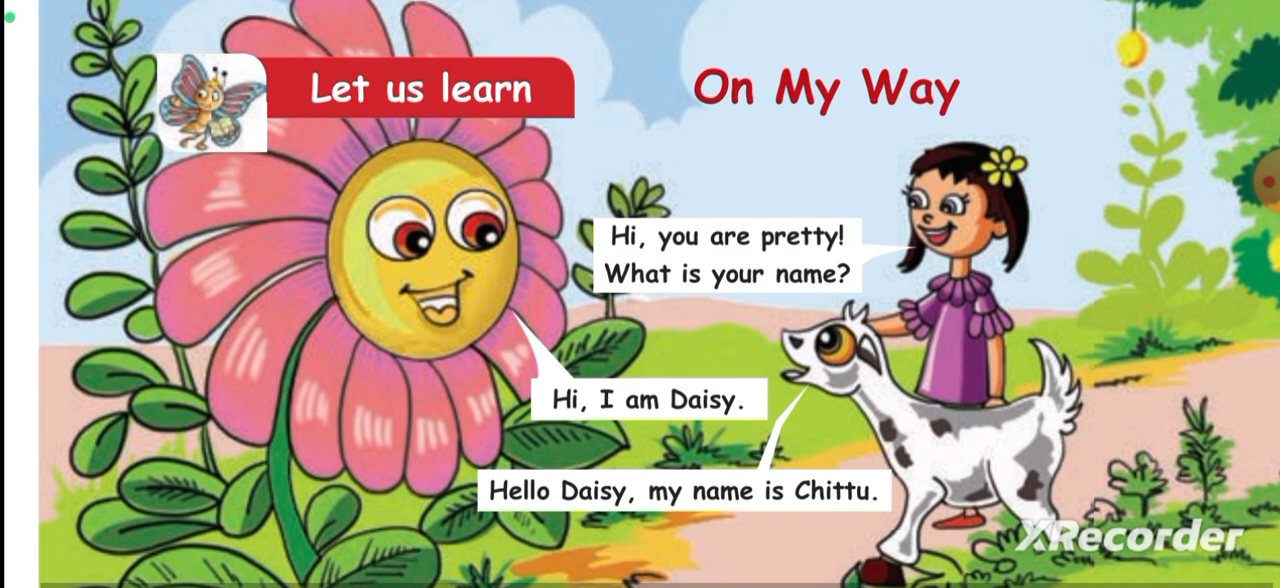 Let us learn
On My Way
Hi, you are pretty!
What is your name?
Hi, I am Daisy.
Hello Daisy, my name is Chittu.
XRecorder